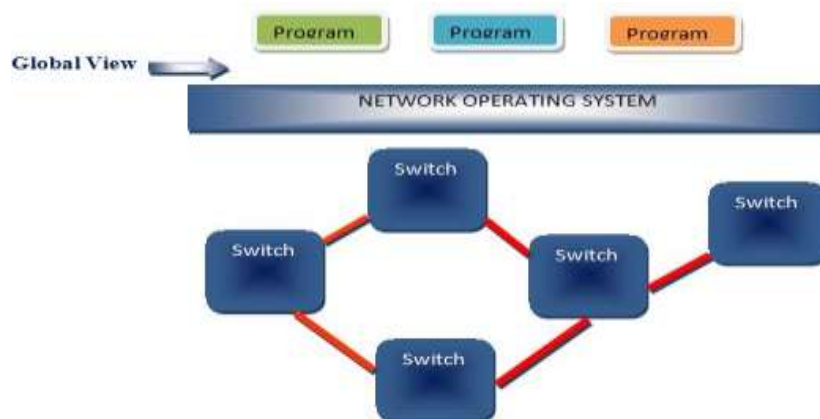 Program
Program
Program
Global View
NETWORK OPERATING SYSTEM
Switch
Switch
Switch
Switch
Switch